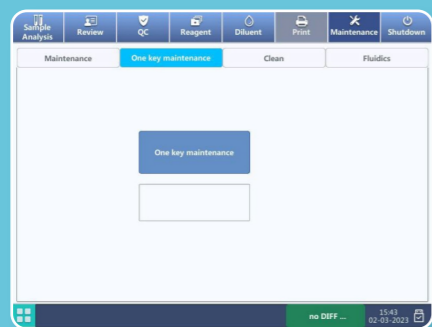 Sample Analysis
Review
QC
Reagent
Diluent
Print
Maintenance
Shutdown
Maintenance
One key maintenance
Clean
Fluidics
One key maintenance
no DIFF ...
15:43
02-03-2023